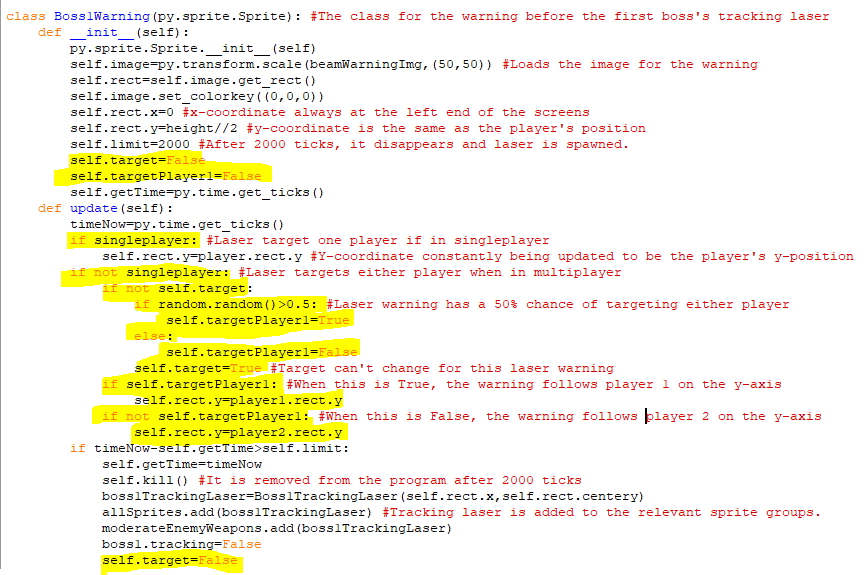 class Boss1Warning(py.sprite.Sprite): #The class for the warning before the first boss's tracking laser
    def __init__(self):
        py.sprite.Sprite.__init__(self)
        self.image=py.transform.scale(beamWarningImg,(50,50)) #Loads the image for the warning
        self.rect=self.image.get_rect()
        self.image.set_colorkey((0,0,0))
        self.rect.x=0 #x-coordinate always at the left end of the screens
        self.rect.y=height//2 #y-coordinate is the same as the player's position
        self.limit=2000 #After 2000 ticks, it disappears and laser is spawned.
        self.target=False
        self.targetPlayer1=False
        self.getTime=py.time.get_ticks()
    def update(self):
        timeNow=py.time.get_ticks()
        if singleplayer: #Laser target one player if in singleplayer
            self.rect.y=player.rect.y #Y-coordinate constantly being updated to be the player's y-position
        if not singleplayer: #Laser targets either player when in multiplayer
            if not self.target:
                if random.random()>0.5: #Laser warning has a 50% chance of targeting either player
                    self.targetPlayer1=True
                else:
                    self.targetPlayer1=False
                self.target=True #Target can't change for this laser warning
            if self.targetPlayer1: #When this is True, the warning follows player 1 on the y-axis
                self.rect.y=player1.rect.y
            if not self.targetPlayer1: #When this is False, the warning follows player 2 on the y-axis
                self.rect.y=player2.rect.y
        if timeNow-self.getTime>self.limit:
            self.getTime=timeNow
            self.kill() #It is removed from the program after 2000 ticks
            boss1TrackingLaser=Boss1TrackingLaser(self.rect.x,self.rect.centery)
            allSprites.add(boss1TrackingLaser) #Tracking laser is added to the relevant sprite groups.
            moderateEnemyWeapons.add(boss1TrackingLaser)
            boss1.tracking=False
            self.target=False